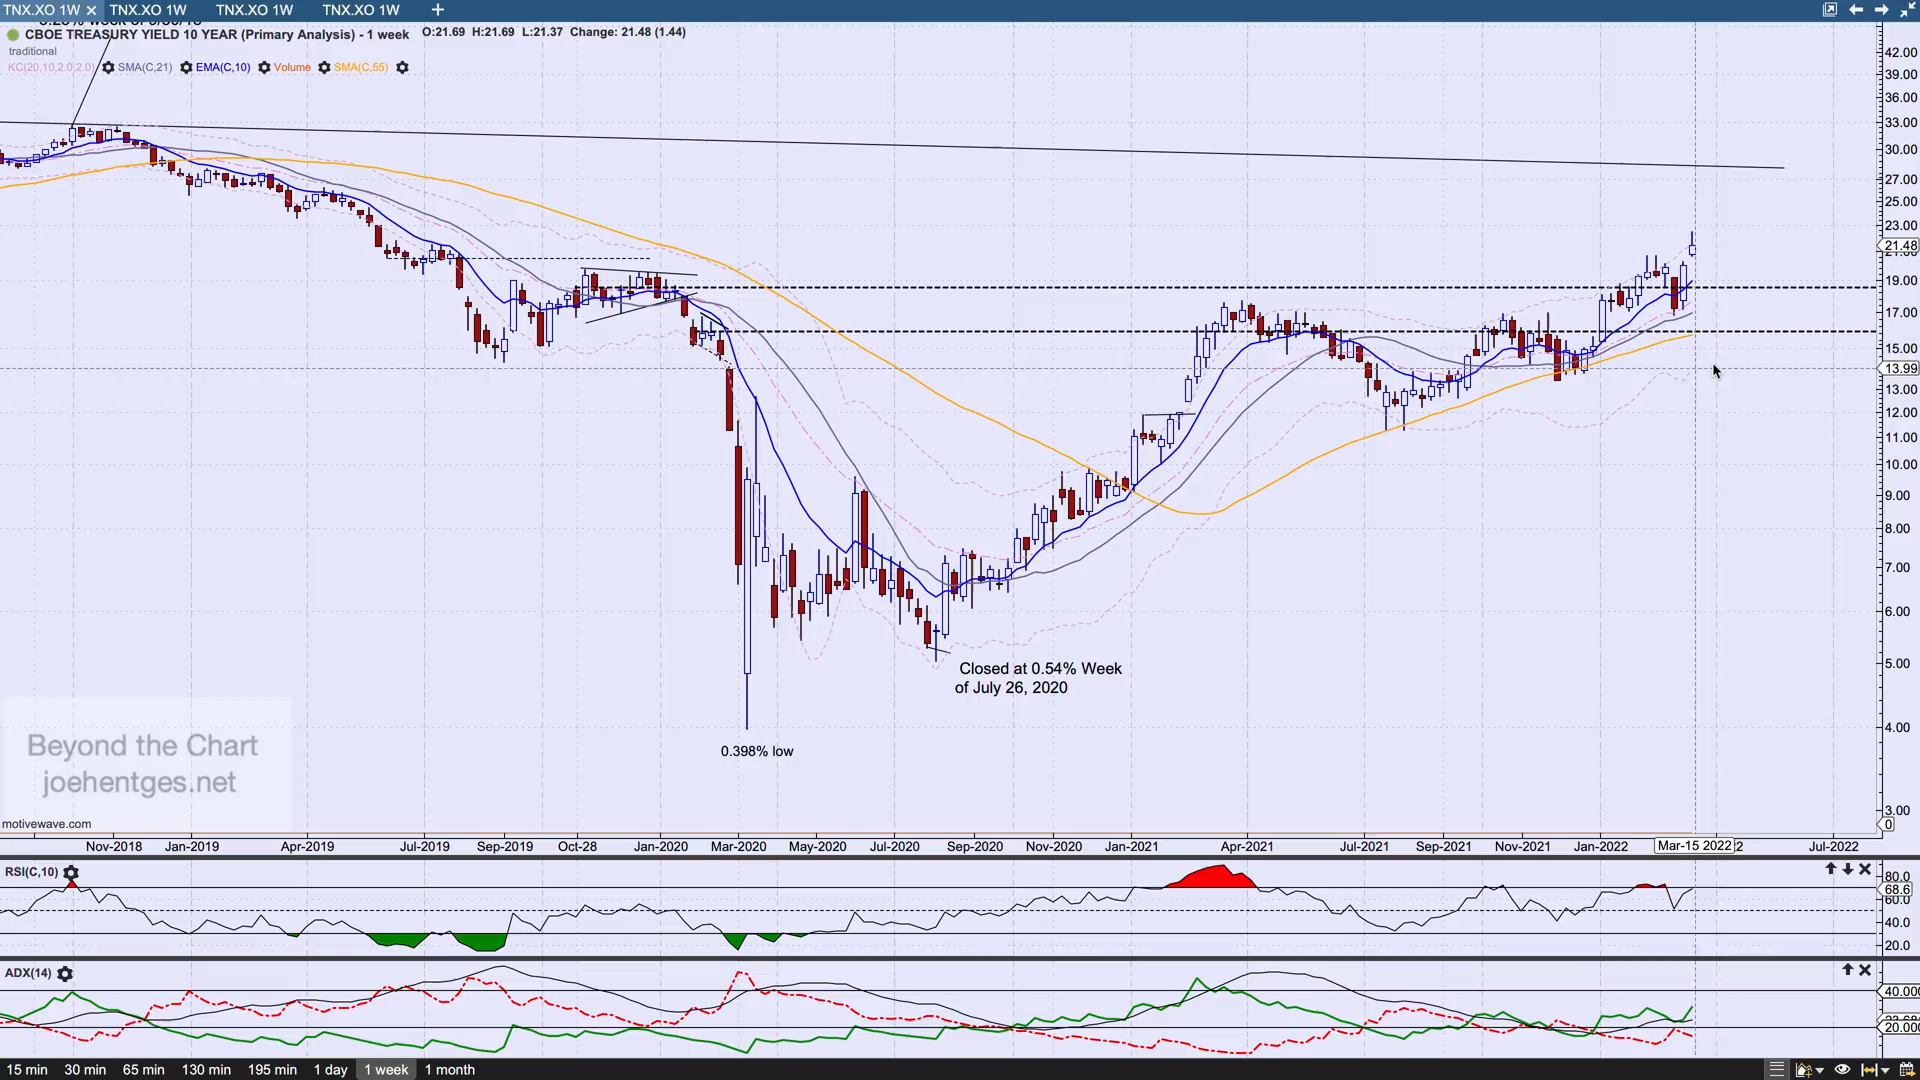 TNX.XO 1W TNX.XO 1W TNX.XO 1W TNX.XO 1W +
CBOE TREASURY YIELD 10 YEAR (Primary Analysis) - 1 week O:21.69 H:21.69 L:21.37 Change: 21.48 (1.44)
traditional
KC(20,10,2.0,2.0) SMA(C,21) EMA(C,10) Volume SMA(C,55)
42.00
39.00
36.00
33.00
30.00
27.00
25.00
23.00
21.48
19.00
17.00
15.00
13.99
13.00
12.00
11.00
10.00
9.00
8.00
7.00
6.00
5.00
4.00
3.00
0
Closed at 0.54% Week
of July 26, 2020
0.398% low
Beyond the Chart
joehentges.net
motivewave.com
Nov-2018 Jan-2019 Apr-2019 Jul-2019 Sep-2019 Oct-28 Jan-2020 Mar-2020 May-2020 Jul-2020 Sep-2020 Nov-2020 Jan-2021 Apr-2021 Jul-2021 Sep-2021 Nov-2021 Jan-2022 Mar-15 2022 2 Jul-2022
RSI(C,10)
80.0
68.6
60.0
40.0
20.0
ADX(14)
40.000
20.000
15 min 30 min 65 min 130 min 195 min 1 day 1 week 1 month